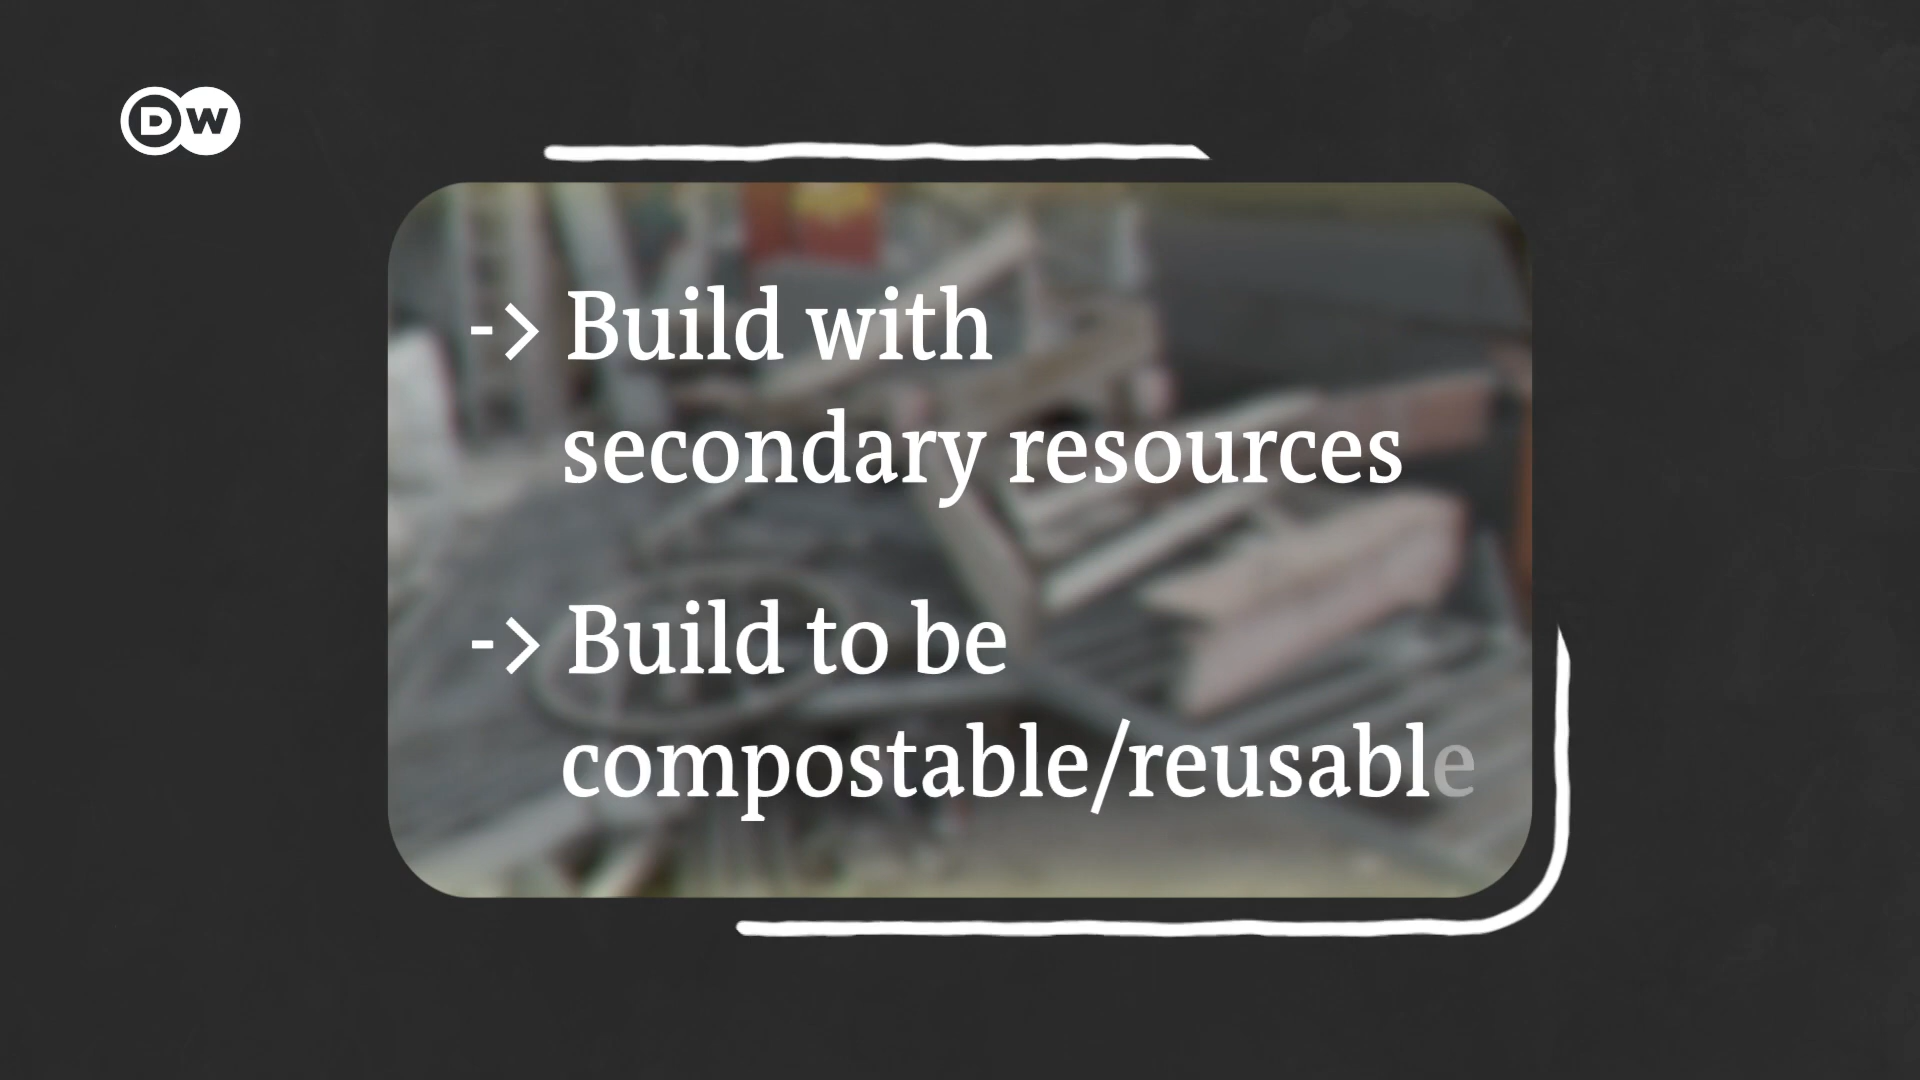 DW
-> Build with
secondary resources
-> Build to be
compostable/reusable